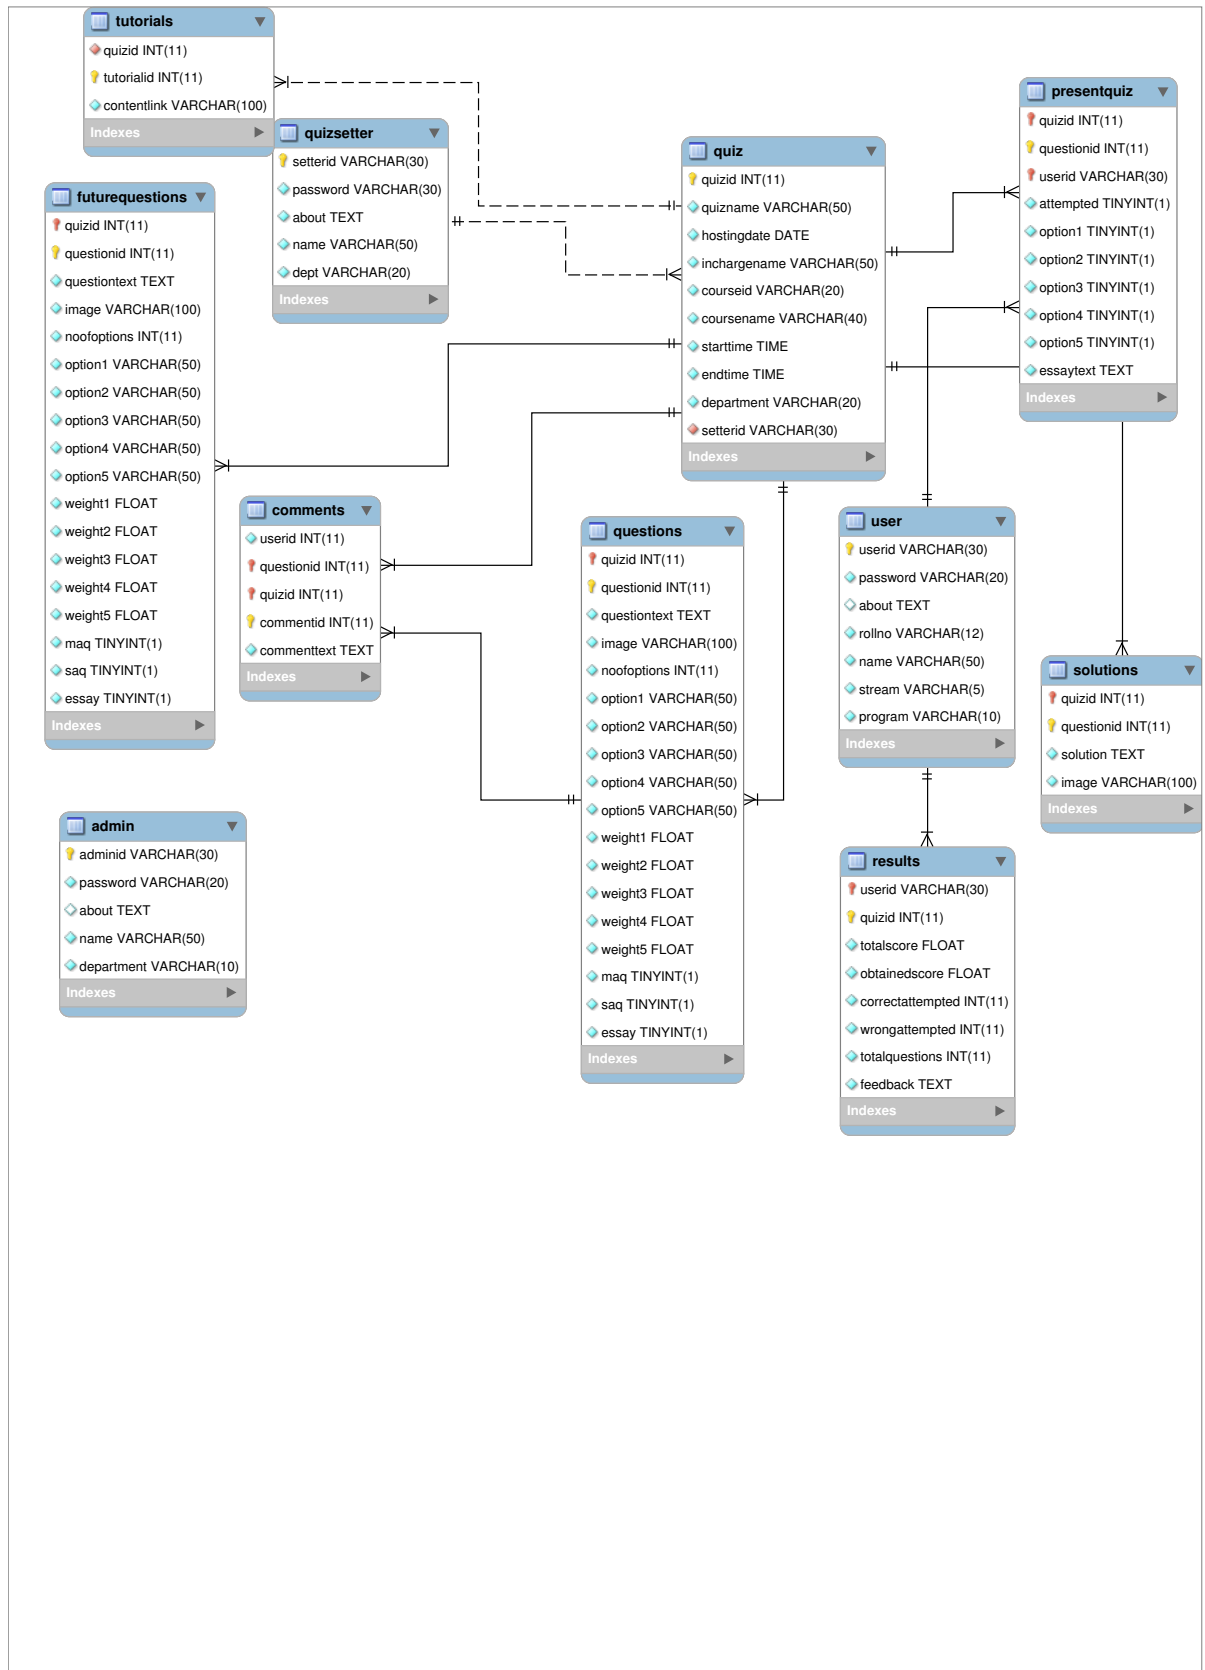 tutorials
quizid INT(11)
tutorialid INT(11)
contentlink VARCHAR(100)
Indexes
quizsetter
setterid VARCHAR(30)
password VARCHAR(30)
about TEXT
name VARCHAR(50)
dept VARCHAR(20)
Indexes
futurequestions
quizid INT(11)
questionid INT(11)
questiontext TEXT
image VARCHAR(100)
noofoptions INT(11)
option1 VARCHAR(50)
option2 VARCHAR(50)
option3 VARCHAR(50)
option4 VARCHAR(50)
option5 VARCHAR(50)
weight1 FLOAT
weight2 FLOAT
weight3 FLOAT
weight4 FLOAT
weight5 FLOAT
maq TINYINT(1)
saq TINYINT(1)
essay TINYINT(1)
Indexes
quiz
quizid INT(11)
quizname VARCHAR(50)
hostingdate DATE
inchargename VARCHAR(50)
courseid VARCHAR(20)
coursename VARCHAR(40)
starttime TIME
endtime TIME
department VARCHAR(20)
setterid VARCHAR(30)
Indexes
presentquiz
quizid INT(11)
questionid INT(11)
userid VARCHAR(30)
attempted TINYINT(1)
option1 TINYINT(1)
option2 TINYINT(1)
option3 TINYINT(1)
option4 TINYINT(1)
option5 TINYINT(1)
essaytext TEXT
Indexes
comments
userid INT(11)
questionid INT(11)
quizid INT(11)
commentid INT(11)
commenttext TEXT
Indexes
questions
quizid INT(11)
questionid INT(11)
questiontext TEXT
image VARCHAR(100)
noofoptions INT(11)
option1 VARCHAR(50)
option2 VARCHAR(50)
option3 VARCHAR(50)
option4 VARCHAR(50)
option5 VARCHAR(50)
weight1 FLOAT
weight2 FLOAT
weight3 FLOAT
weight4 FLOAT
weight5 FLOAT
maq TINYINT(1)
saq TINYINT(1)
essay TINYINT(1)
Indexes
user
userid VARCHAR(30)
password VARCHAR(20)
about TEXT
rollno VARCHAR(12)
name VARCHAR(50)
stream VARCHAR(5)
program VARCHAR(10)
Indexes
solutions
quizid INT(11)
questionid INT(11)
solution TEXT
image VARCHAR(100)
Indexes
admin
adminid VARCHAR(30)
password VARCHAR(20)
about TEXT
name VARCHAR(50)
department VARCHAR(10)
Indexes
results
userid VARCHAR(30)
quizid INT(11)
totalscore FLOAT
obtainedscore FLOAT
correctattempted INT(11)
wrongattempted INT(11)
totalquestions INT(11)
feedback TEXT
Indexes